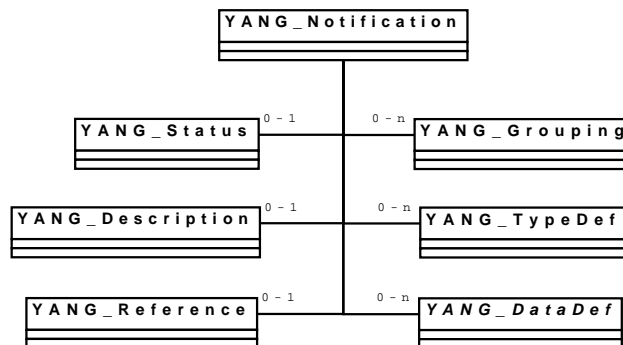 YANG_Notification
0-1 0-n
YANG_Status YANG_Grouping
0-1 0-n
YANG_Description YANG_TypeDef
0-1 0-n
YANG_Reference YANG_DataDef